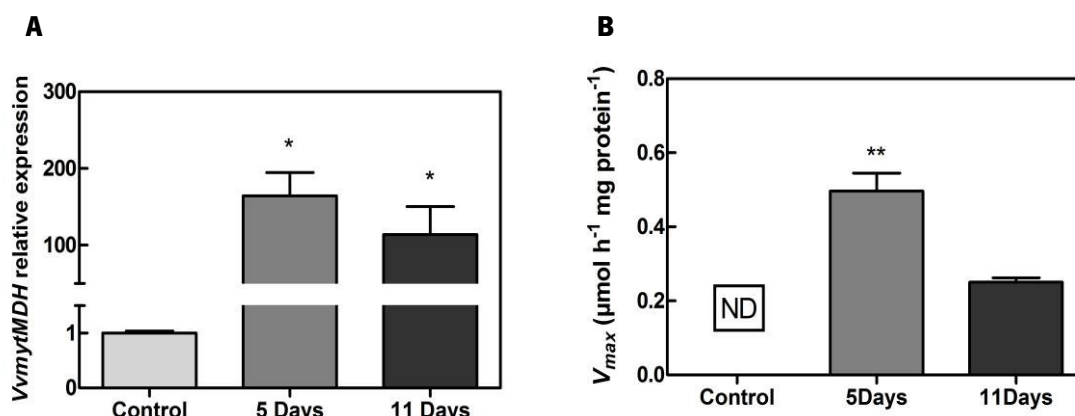 A
VvmytMDH relative expression
300
200
100
1
0
*
*
Control
5 Days
11 Days
B
V_max (µmol h⁻¹ mg protein⁻¹)
0.8
0.6
0.4
0.2
0.0
ND
**
Control
5Days
11Days